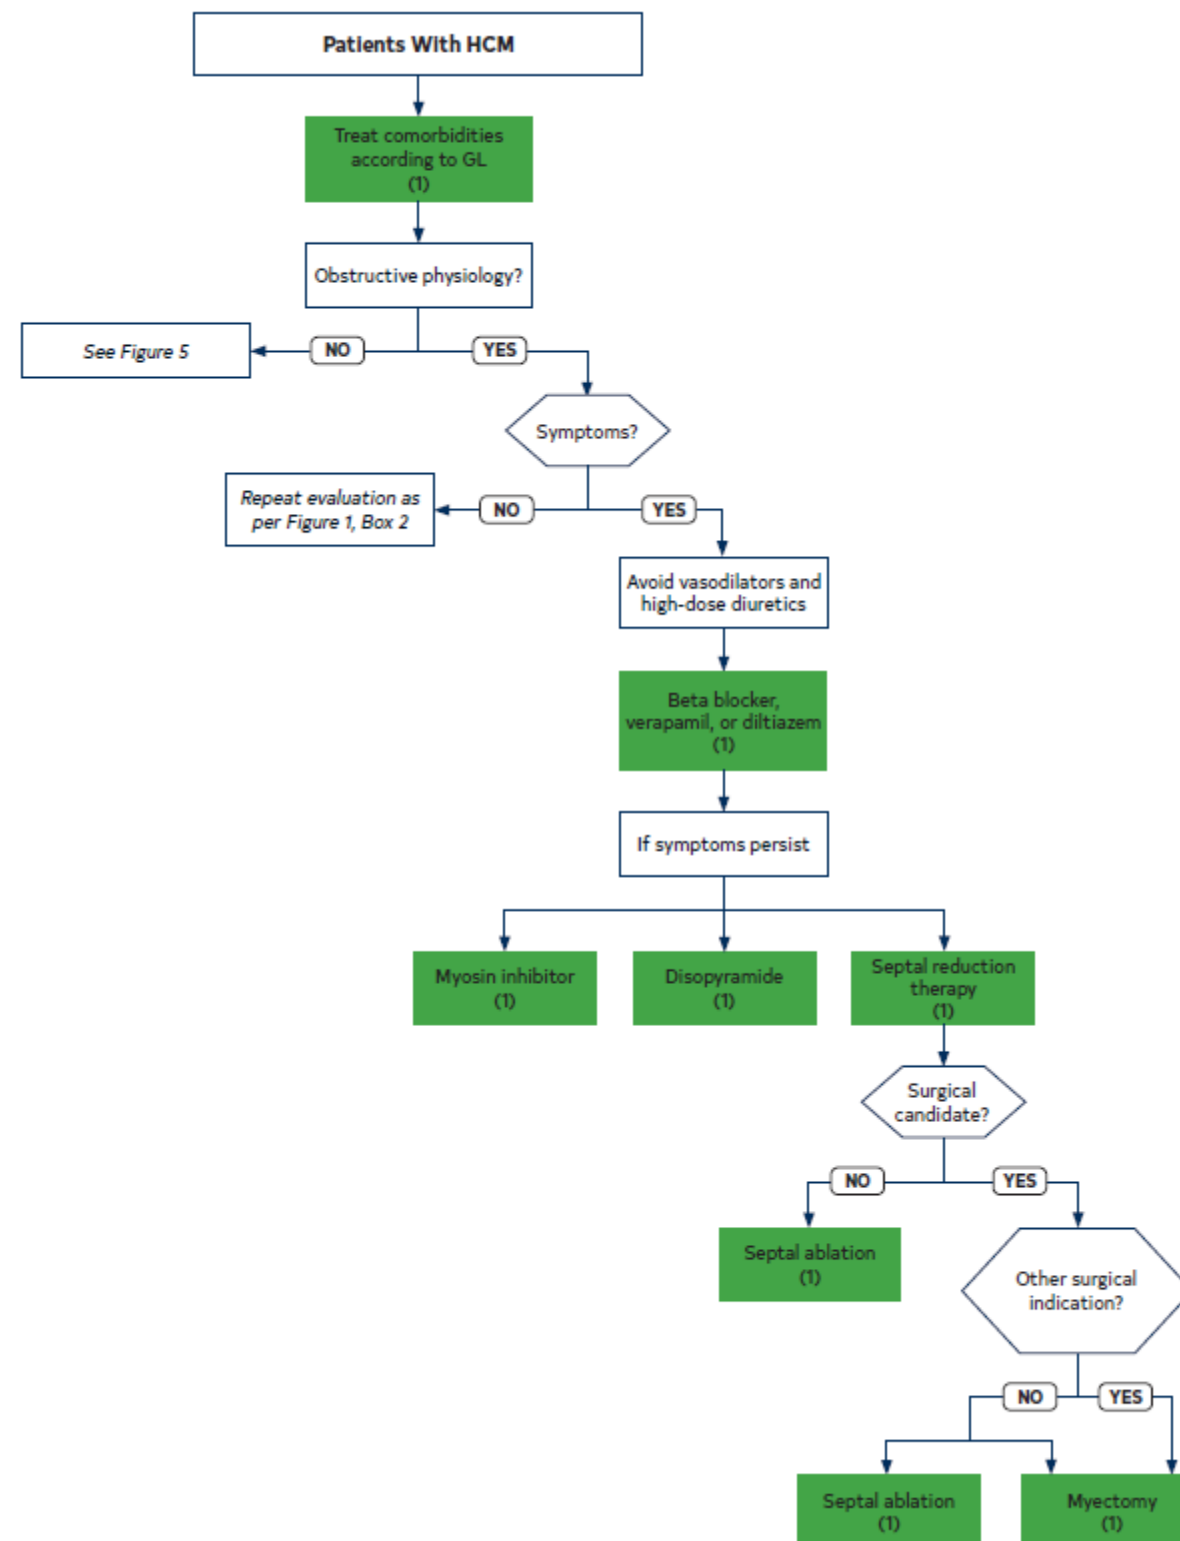 Patients With HCM
Treat comorbidities
according to GL
(1)
Obstructive physiology?
NO
YES
See Figure 5
Symptoms?
NO
YES
Repeat evaluation as
per Figure 1, Box 2
Avoid vasodilators and
high-dose diuretics
Beta blocker,
verapamil, or diltiazem
(1)
If symptoms persist
Myosin inhibitor
(1)
Disopyramide
(1)
Septal reduction
therapy
(1)
Surgical
candidate?
NO
YES
Septal ablation
(1)
Other surgical
indication?
NO
YES
Septal ablation
(1)
Myectomy
(1)